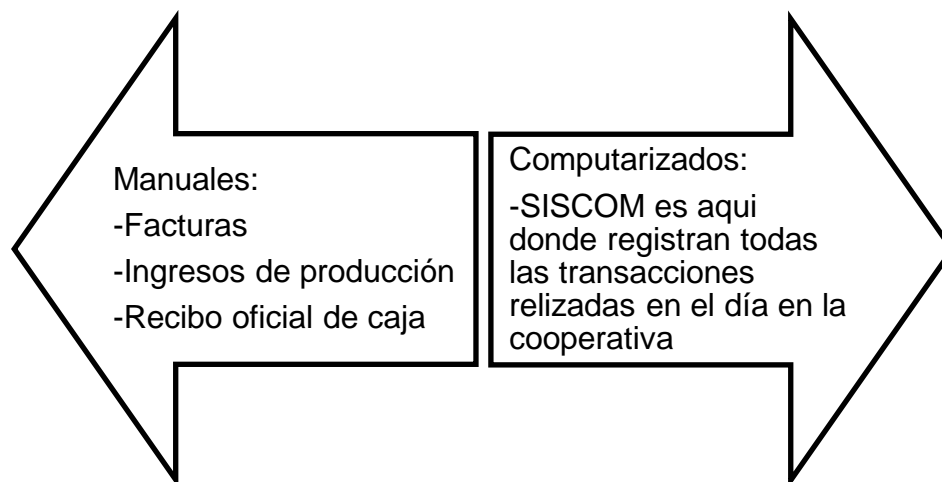 Manuales:
-Facturas
-Ingresos de producción
-Recibo oficial de caja
Computarizados:
-SISCOM es aqui
donde registran todas
las transacciones
relizadas en el día en la
cooperativa